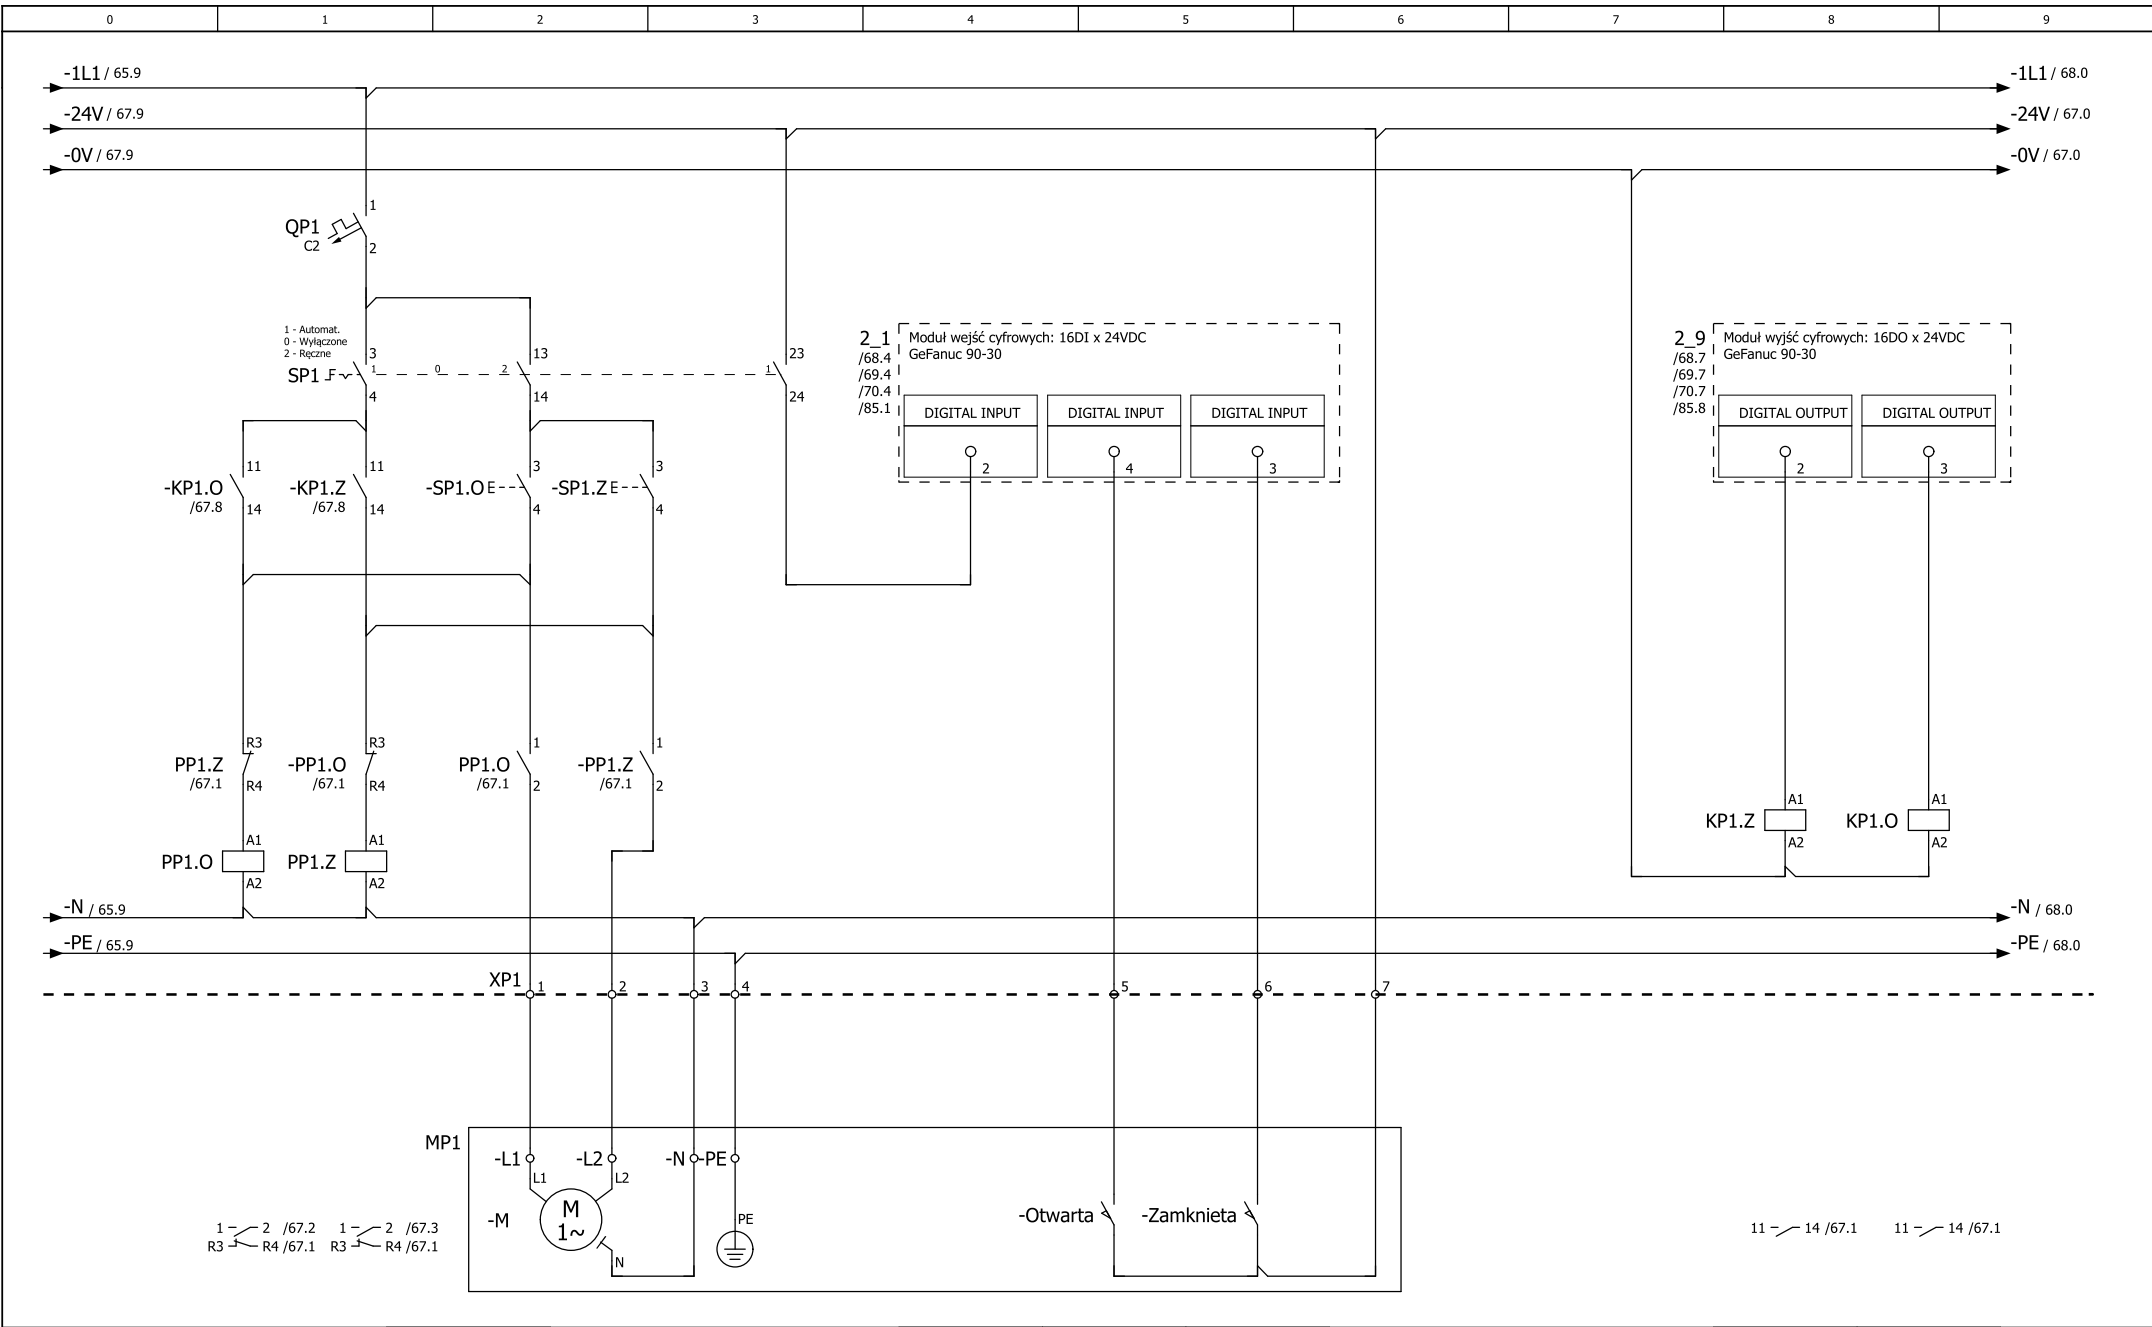 0 1 2 3 4 5 6 7 8 9
-1L1 / 65.9
-1L1 / 68.0
-24V / 67.9
-24V / 67.0
-0V / 67.9
-0V / 67.0
1
QP1
C2
2
1 - Automat.
0 - Wyłączone
2 - Ręczne
SP1
3
4
1
0
2
13
14
1
23
24
2_1
/68.4
/69.4
/70.4
/85.1
Moduł wejść cyfrowych: 16DI x 24VDC
GeFanuc 90-30
DIGITAL INPUT
2
DIGITAL INPUT
4
DIGITAL INPUT
3
2_9
/68.7
/69.7
/70.7
/85.8
Moduł wyjść cyfrowych: 16DO x 24VDC
GeFanuc 90-30
DIGITAL OUTPUT
2
DIGITAL OUTPUT
3
11
-KP1.O
/67.8
14
11
-KP1.Z
/67.8
14
3
-SP1.O E
4
3
-SP1.Z E
4
R3
PP1.Z
/67.1
R4
R3
-PP1.O
/67.1
R4
1
PP1.O
/67.1
2
1
-PP1.Z
/67.1
2
A1
PP1.O
A2
A1
PP1.Z
A2
A1
KP1.Z
A2
A1
KP1.O
A2
-N / 65.9
-N / 68.0
-PE / 65.9
-PE / 68.0
XP1
1 2 3 4 5 6 7
MP1
-L1
-L2
-N
-PE
L1
L2
-M
M
1~
N
PE
-Otwarta
-Zamknieta
1 2 /67.2
R3 R4 /67.1
1 2 /67.3
R3 R4 /67.1
11 14 /67.1
11 14 /67.1